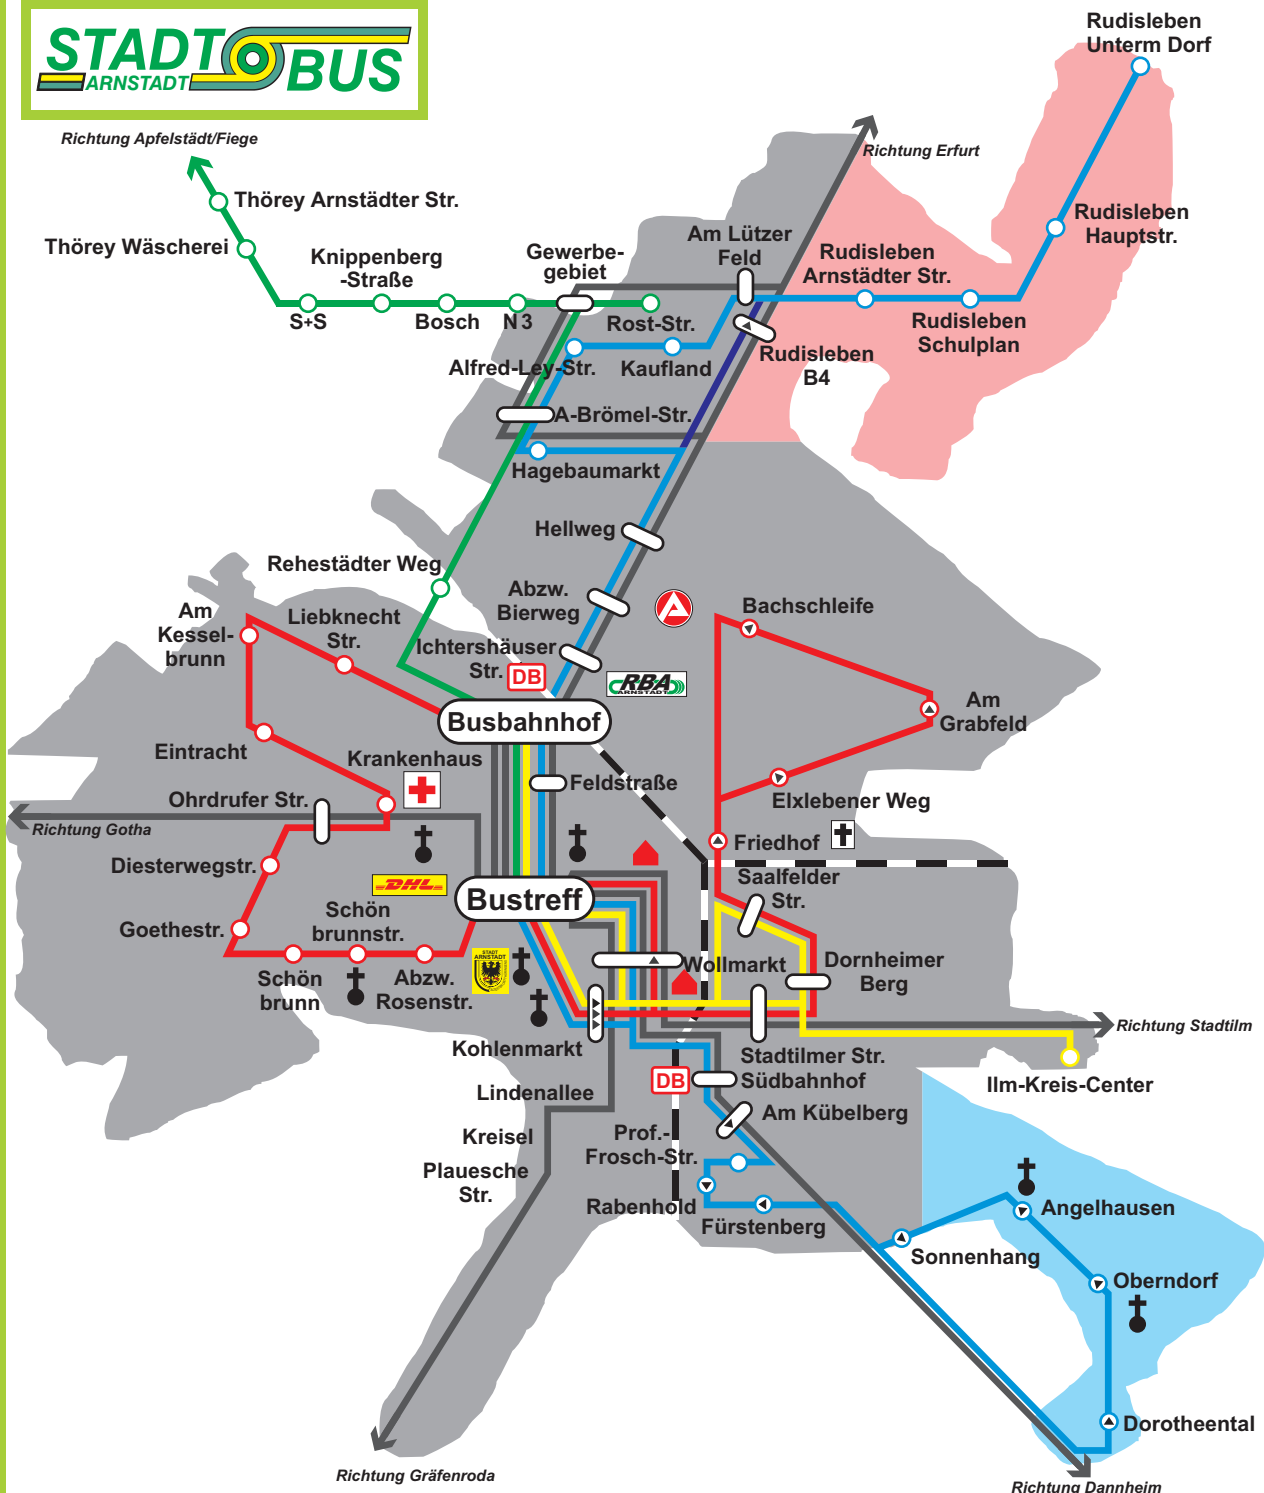 STADT
BUS
ARNSTADT
Rudisleben
Unterm Dorf
Richtung Apfelstädt/Fiege
Richtung Erfurt
Thörey Arnstädter Str.
Thörey Wäscherei
Rudisleben
Hauptstr.
Knippenberg
-Straße
Gewerbe-
gebiet
Am Lützer
Feld
Rudisleben
Arnstädter Str.
S+S
Bosch
N 3
Rost-Str.
Rudisleben
Schulplan
Alfred-Ley-Str.
Kaufland
Rudisleben
B4
A-Brömel-Str.
Hagebaumarkt
Hellweg
Rehestädter Weg
Abzw.
Bierweg
Bachschleife
Am
Kessel-
brunn
Liebknecht
Str.
Ichtershäuser
Str.
DB
RBA
ARNSTADT
Am
Grabfeld
Busbahnhof
Eintracht
Krankenhaus
Feldstraße
Elxlebener Weg
Ohrdrufer Str.
Richtung Gotha
Friedhof
Diesterwegstr.
DHL
Bustreff
Saalfelder
Str.
Goethestr.
Schön
brunnstr.
STADT
ARNSTADT
Wollmarkt
Dornheimer
Berg
Schön
brunn
Abzw.
Rosenstr.
Richtung Stadtilm
Kohlenmarkt
Stadtilmer Str.
DB
Südbahnhof
Ilm-Kreis-Center
Lindenallee
Am Kübelberg
Kreisel
Prof.-
Frosch-Str.
Plauesche
Str.
Rabenhold
Fürstenberg
Angelhausen
Sonnenhang
Oberndorf
Dorotheental
Richtung Gräfenroda
Richtung Dannheim